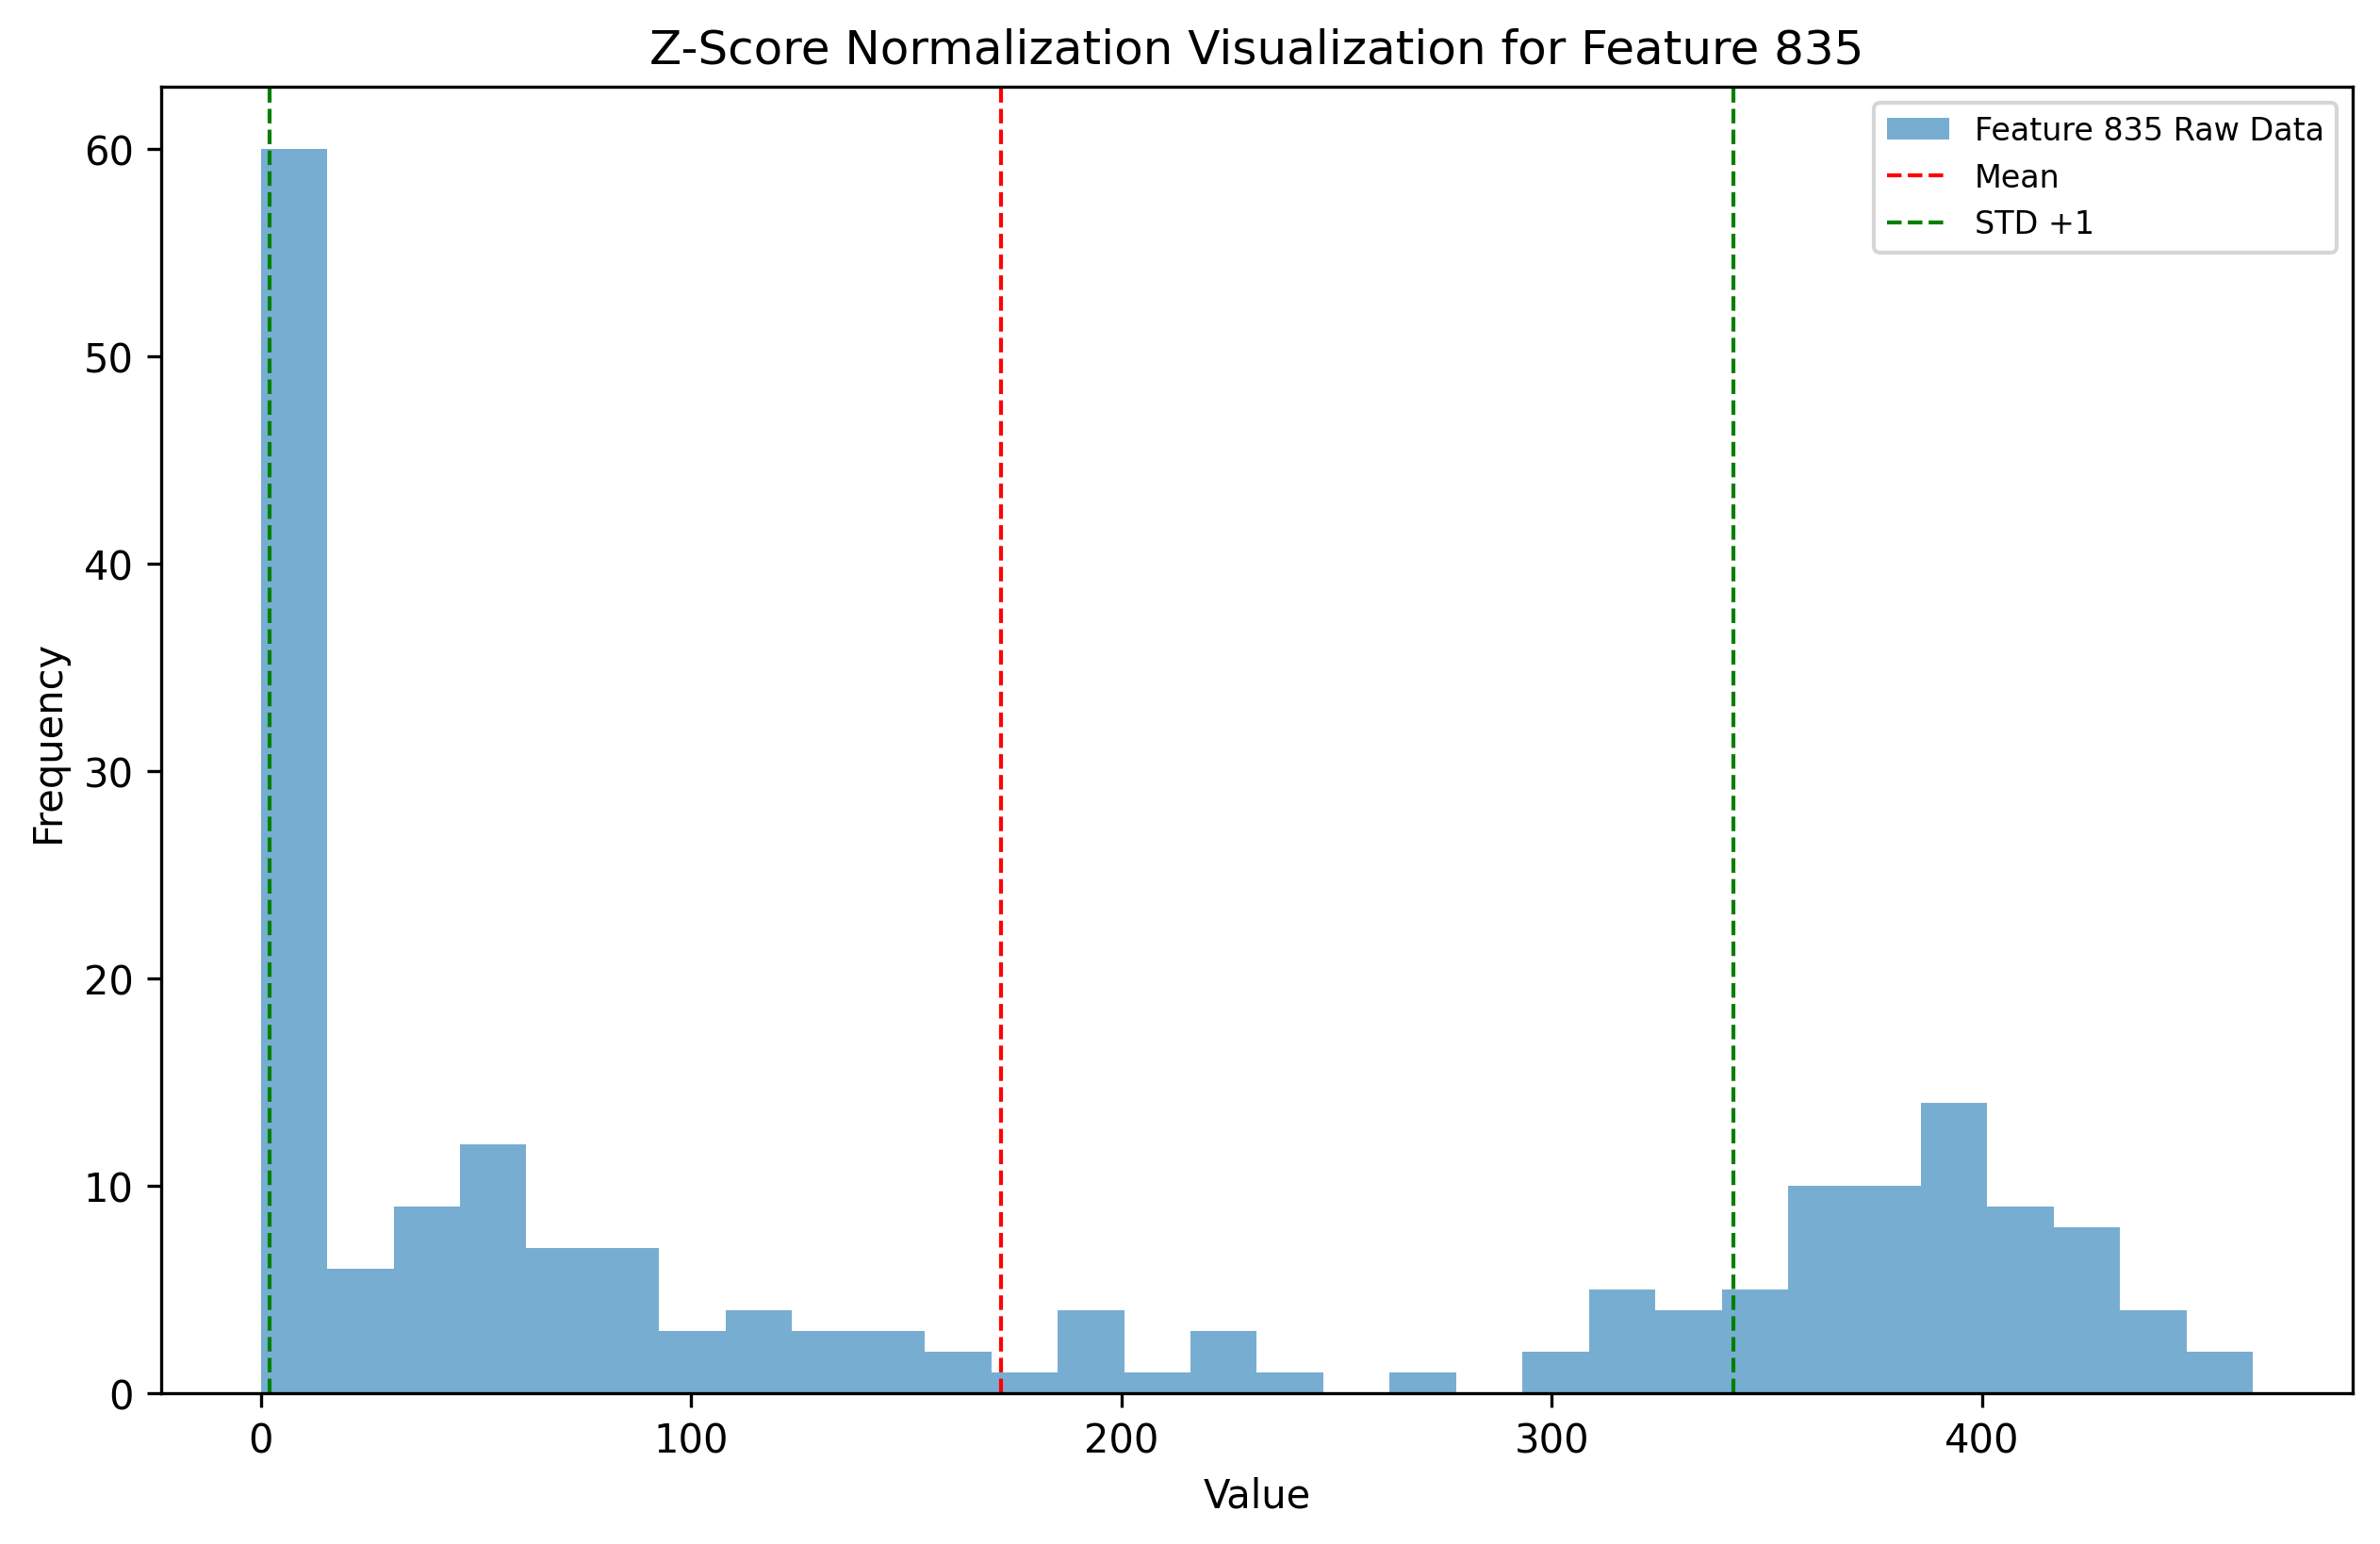 Z-Score Normalization Visualization for Feature 835
Feature 835 Raw Data
Mean
STD +1
60
50
40
30
20
10
0
Frequency
0 100 200 300 400
Value